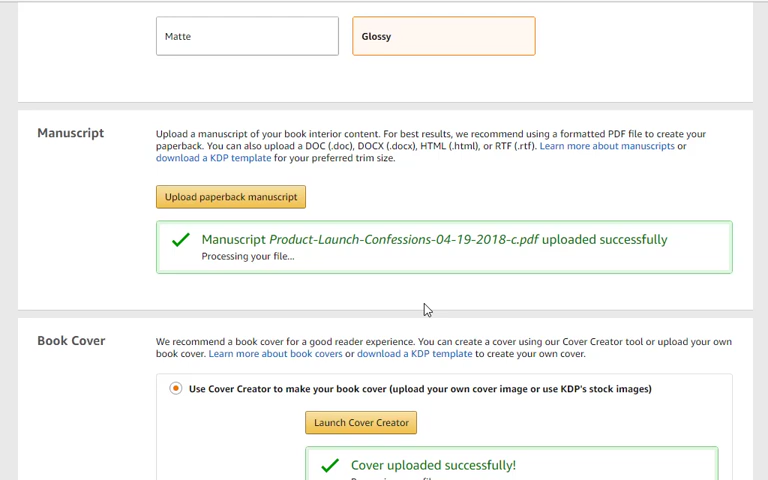 Matte
Glossy
Manuscript
Upload a manuscript of your book interior content. For best results, we recommend using a formatted PDF file to create your
paperback. You can also upload a DOC (.doc), DOCX (.docx), HTML (.html), or RTF (.rtf). Learn more about manuscripts or
download a KDP template for your preferred trim size.
Upload paperback manuscript
Manuscript Product-Launch-Confessions-04-19-2018-c.pdf uploaded successfully
Processing your file...
Book Cover
We recommend a book cover for a good reader experience. You can create a cover using our Cover Creator tool or upload your own
book cover. Learn more about book covers or download a KDP template to create your own cover.
Use Cover Creator to make your book cover (upload your own cover image or use KDP's stock images)
Launch Cover Creator
Cover uploaded successfully!